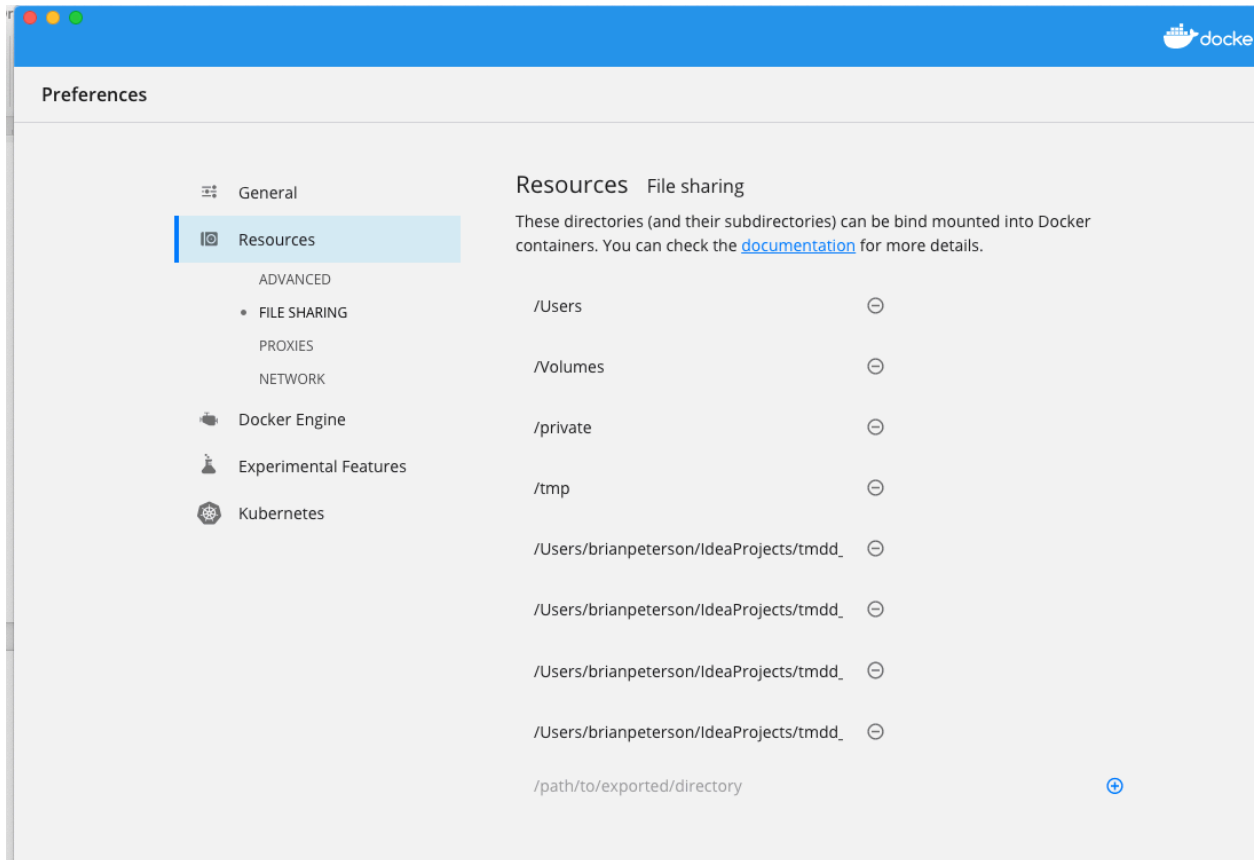 docke
Preferences
General
Resources
ADVANCED
FILE SHARING
PROXIES
NETWORK
Docker Engine
Experimental Features
Kubernetes
Resources File sharing
These directories (and their subdirectories) can be bind mounted into Docker
containers. You can check the documentation for more details.
/Users
/Volumes
/private
/tmp
/Users/brianpeterson/IdeaProjects/tmdd_
/Users/brianpeterson/IdeaProjects/tmdd_
/Users/brianpeterson/IdeaProjects/tmdd_
/Users/brianpeterson/IdeaProjects/tmdd_
/path/to/exported/directory